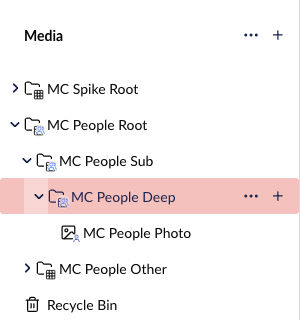 Media
MC Spike Root
MC People Root
MC People Sub
MC People Deep
MC People Photo
MC People Other
Recycle Bin